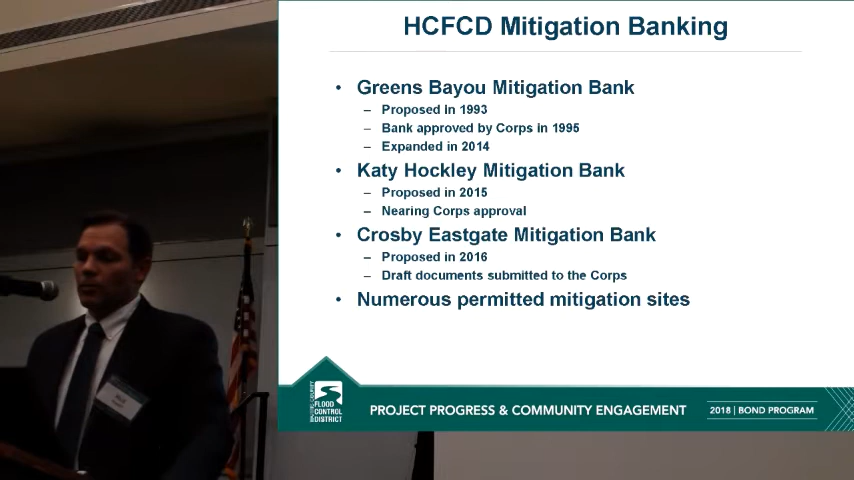 HCFCD Mitigation Banking
• Greens Bayou Mitigation Bank
– Proposed in 1993
– Bank approved by Corps in 1995
– Expanded in 2014
• Katy Hockley Mitigation Bank
– Proposed in 2015
– Nearing Corps approval
• Crosby Eastgate Mitigation Bank
– Proposed in 2016
– Draft documents submitted to the Corps
• Numerous permitted mitigation sites
FLOOD
CONTROL
DISTRICT
PROJECT PROGRESS & COMMUNITY ENGAGEMENT
2018 | BOND PROGRAM